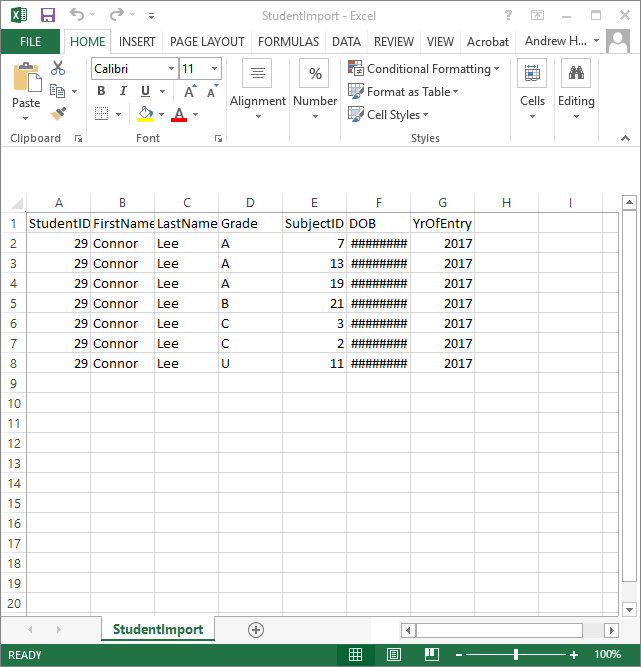 StudentImport - Excel
?
FILE HOME INSERT PAGE LAYOUT FORMULAS DATA REVIEW VIEW Acrobat Andrew H...
Paste
Calibri 11
B I U A A
A
Alignment
%
Number
Conditional Formatting
Format as Table
Cell Styles
Cells
Editing
Clipboard Font Styles
A B C D E F G H I
1 StudentID FirstName LastName Grade SubjectID DOB YrOfEntry
2 29 Connor Lee A 7 ######## 2017
3 29 Connor Lee A 13 ######## 2017
4 29 Connor Lee A 19 ######## 2017
5 29 Connor Lee B 21 ######## 2017
6 29 Connor Lee C 3 ######## 2017
7 29 Connor Lee C 2 ######## 2017
8 29 Connor Lee U 11 ######## 2017
9
10
11
12
13
14
15
16
17
18
19
20
StudentImport
READY 100%